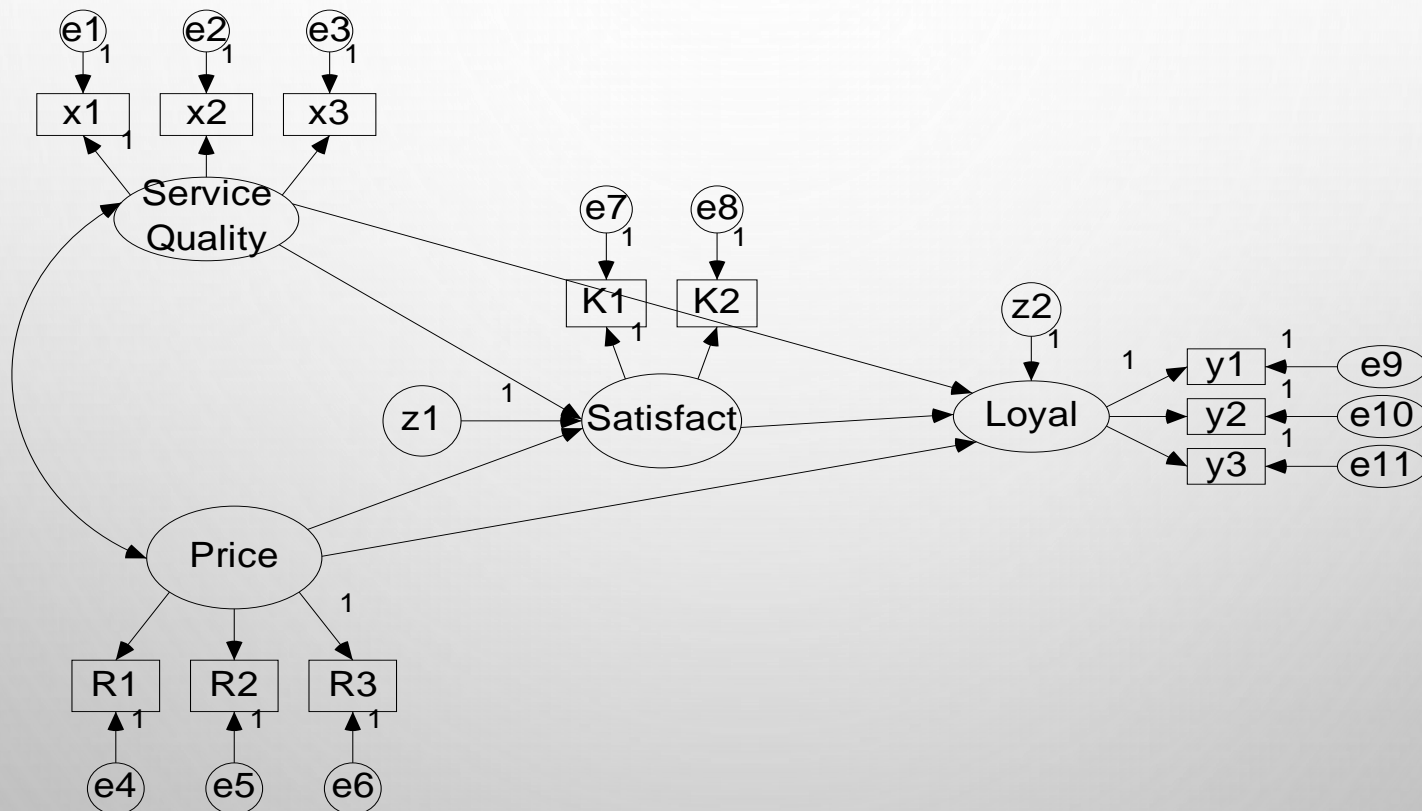 e1 e2 e3
1 1 1
x1 x2 x3
1
Service
Quality
e7 e8
1 1
K1 K2
1
z2
1
1 1
y1 e9
1
z1 1 Satisfact Loyal y2 e10
1
y3 e11
Price
1
R1 R2 R3
1 1 1
e4 e5 e6